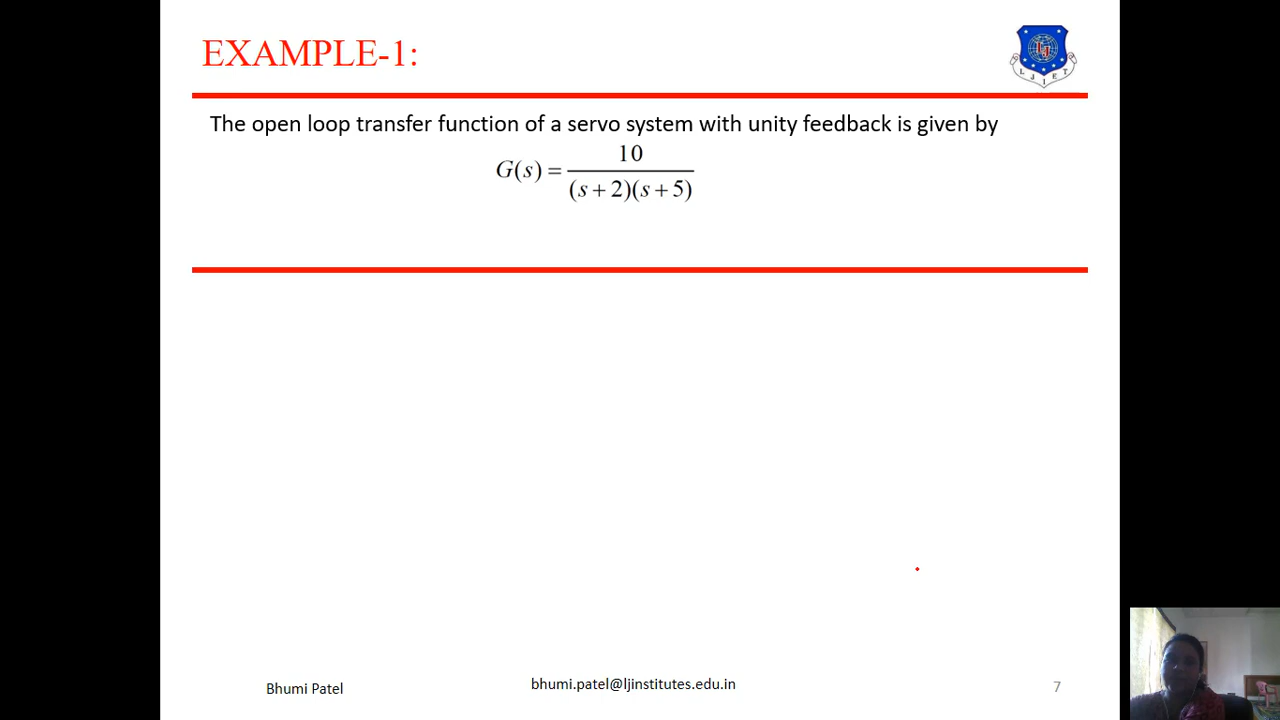 EXAMPLE-1:
The open loop transfer function of a servo system with unity feedback is given by
G(s) = 10 / (s + 2)(s + 5)
L J I E T
Bhumi Patel
bhumi.patel@ljinstitutes.edu.in
7